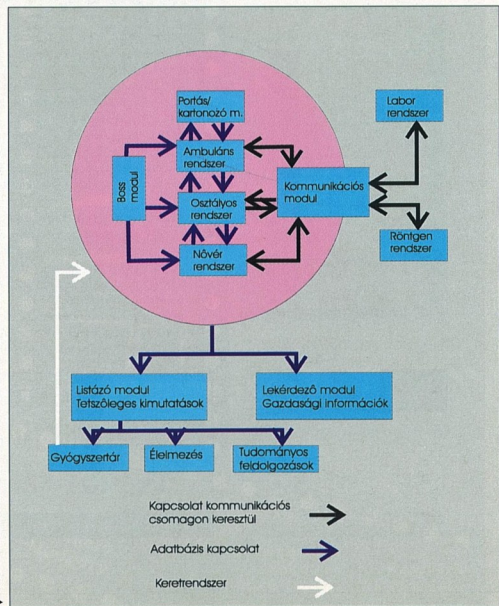 Portás/
kartonozó m.
Labor
rendszer
Ambuláns
rendszer
Boss
modul
Kommunikációs
modul
Osztályos
rendszer
Nővér
rendszer
Röntgen
rendszer
Listázó modul
Tetszőleges kimutatások
Lekérdező modul
Gazdasági információk
Gyógyszertár
Élelmezés
Tudományos
feldolgozások
Kapcsolat kommunikációs
csomagon keresztül
Adatbázis kapcsolat
Keretrendszer